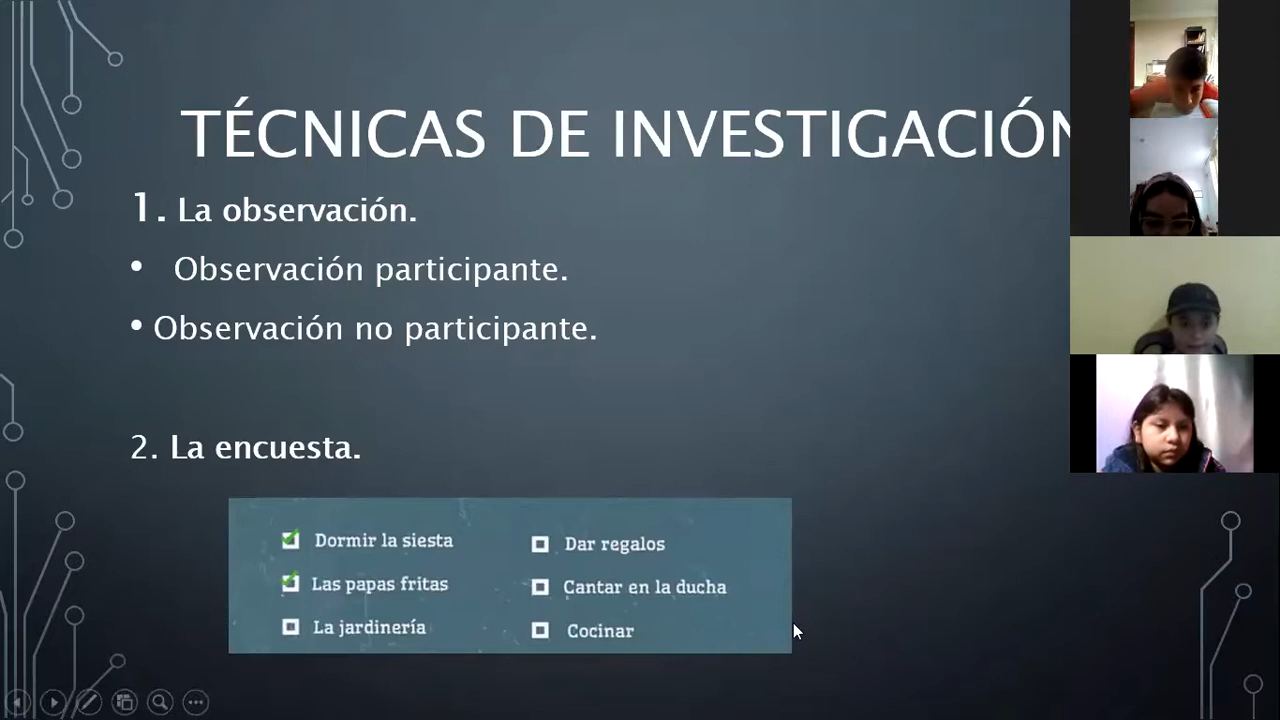 TÉCNICAS DE INVESTIGACIÓN
1. La observación.
• Observación participante.
• Observación no participante.
2. La encuesta.
Dormir la siesta
Las papas fritas
La jardinería
Dar regalos
Cantar en la ducha
Cocinar